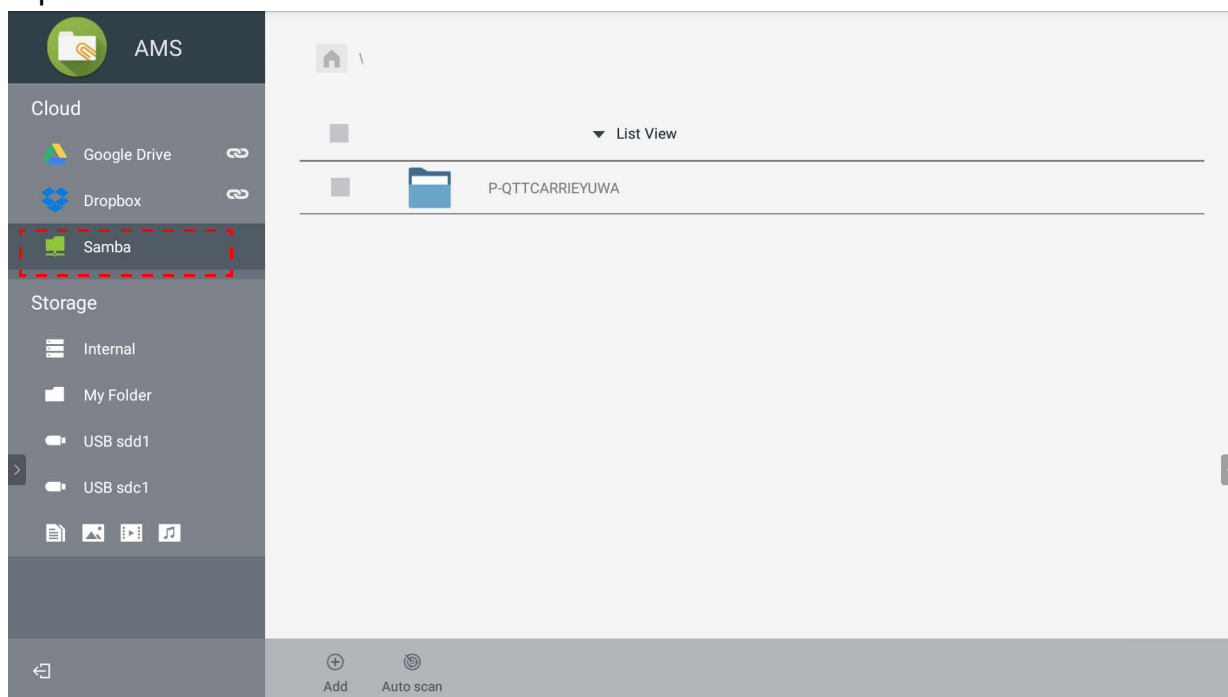 AMS
Cloud
Google Drive
Dropbox
Samba
Storage
Internal
My Folder
USB sdd1
USB sdc1
\
List View
P-QTTCARRIEYUWA
Add
Auto scan